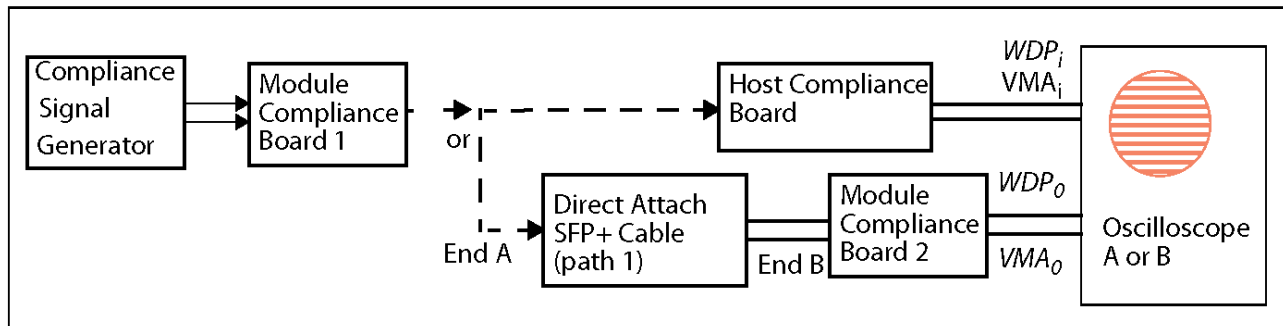 Compliance
Signal
Generator
Module
Compliance
Board 1
or
End A
Host Compliance
Board
Direct Attach
SFP+ Cable
(path 1)
End B
Module
Compliance
Board 2
WDPi
VMAi
WDP0
VMA0
Oscilloscope
A or B